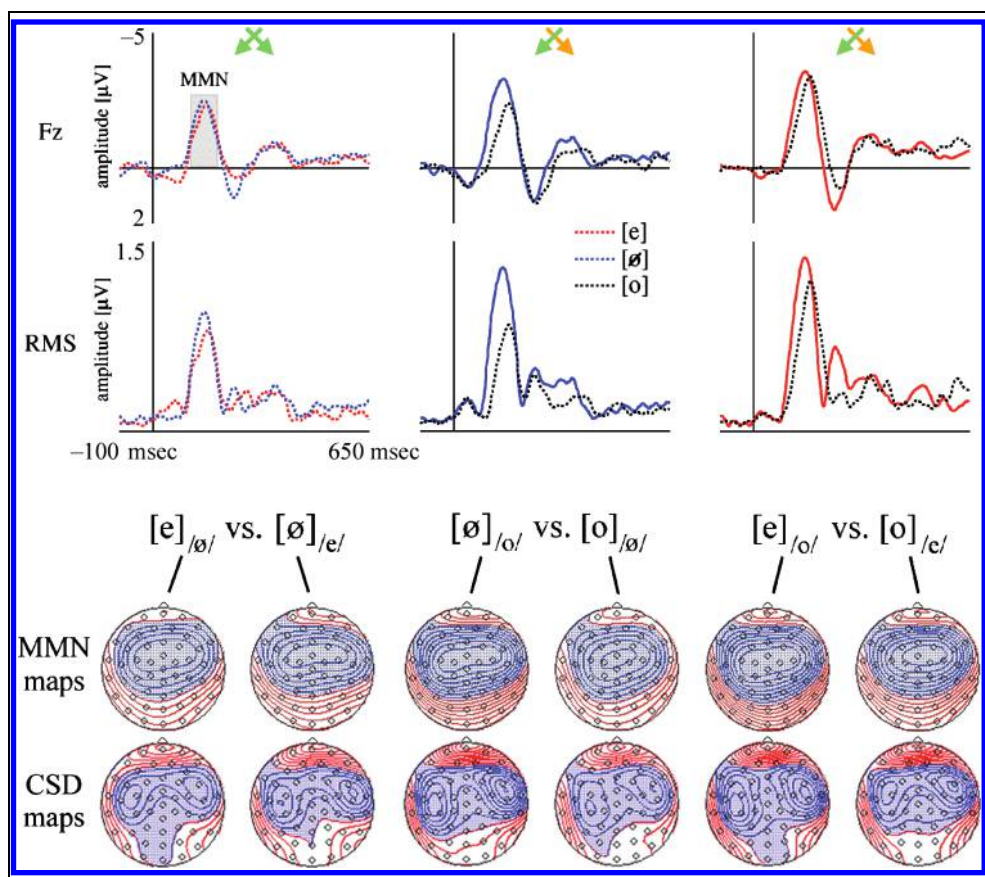 −5
MMN
Fz
amplitude [µV]
2
1.5
[e]
[ø]
[o]
RMS
amplitude [µV]
−100 msec
650 msec
[e]/ø/ vs. [ø]/e/
[ø]/o/ vs. [o]/ø/
[e]/o/ vs. [o]/e/
MMN
maps
CSD
maps